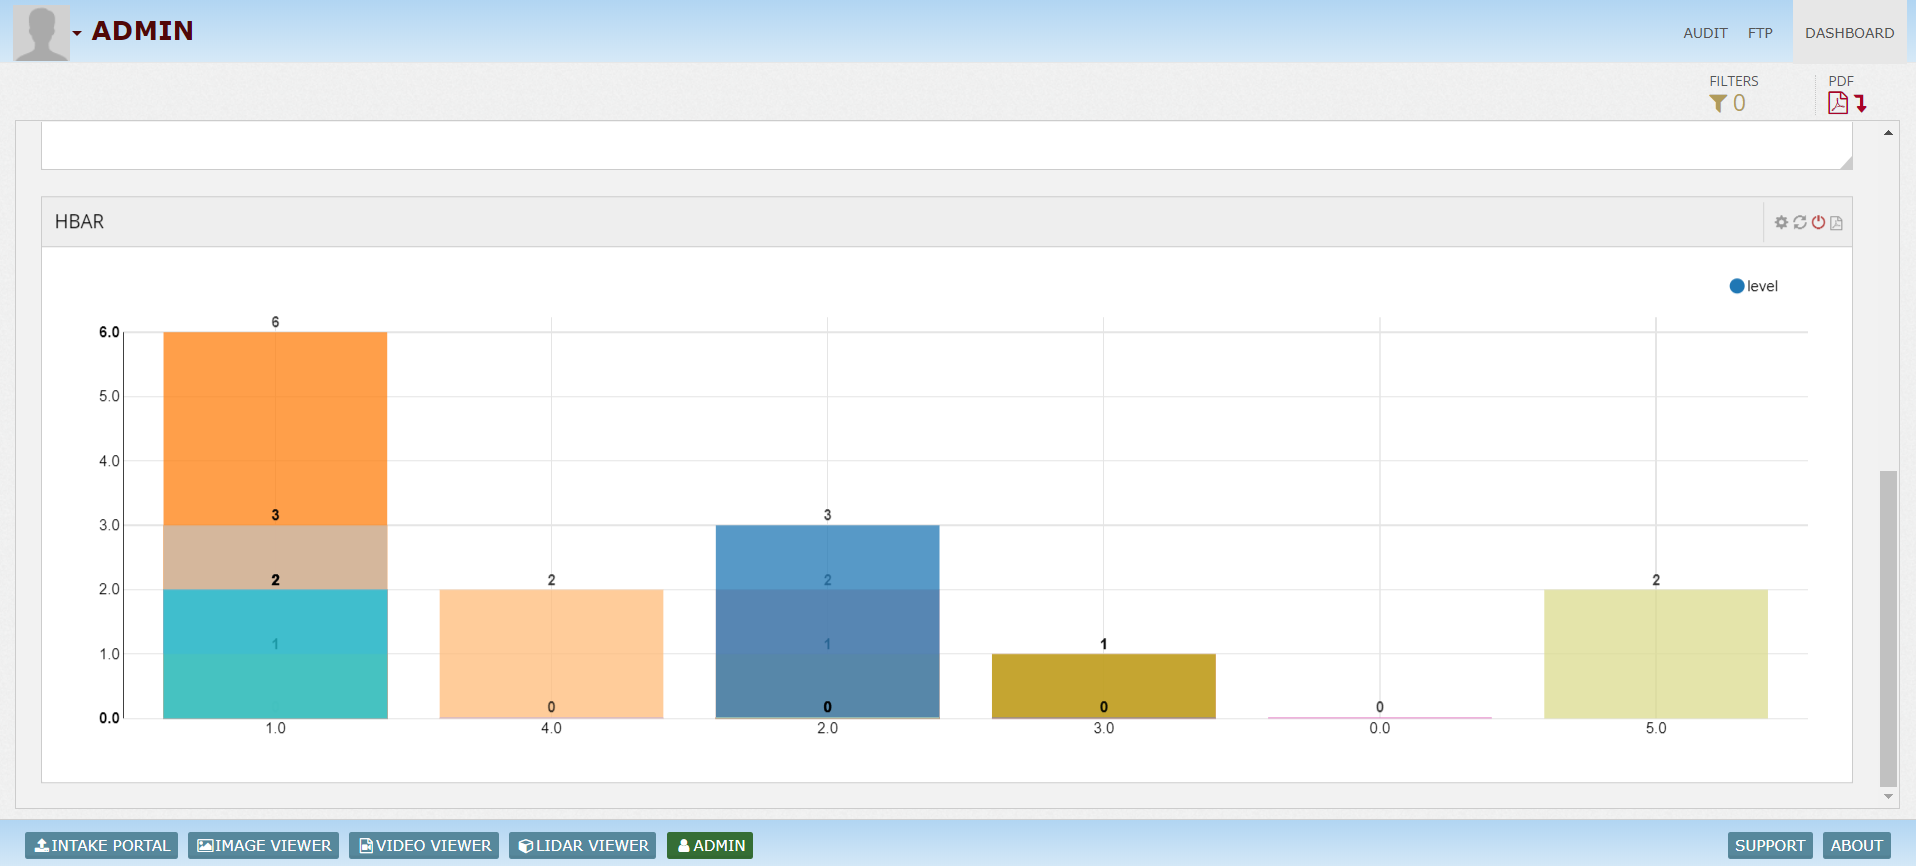 ADMIN
AUDIT FTP DASHBOARD
FILTERS PDF
0
HBAR
level
6
6.0
5.0
4.0
3 3
3.0
2 2 2 2
2.0
1 1 1
1.0
0 0 0 0
0.0
1.0 4.0 2.0 3.0 0.0 5.0
INTAKE PORTAL IMAGE VIEWER VIDEO VIEWER LIDAR VIEWER ADMIN SUPPORT ABOUT